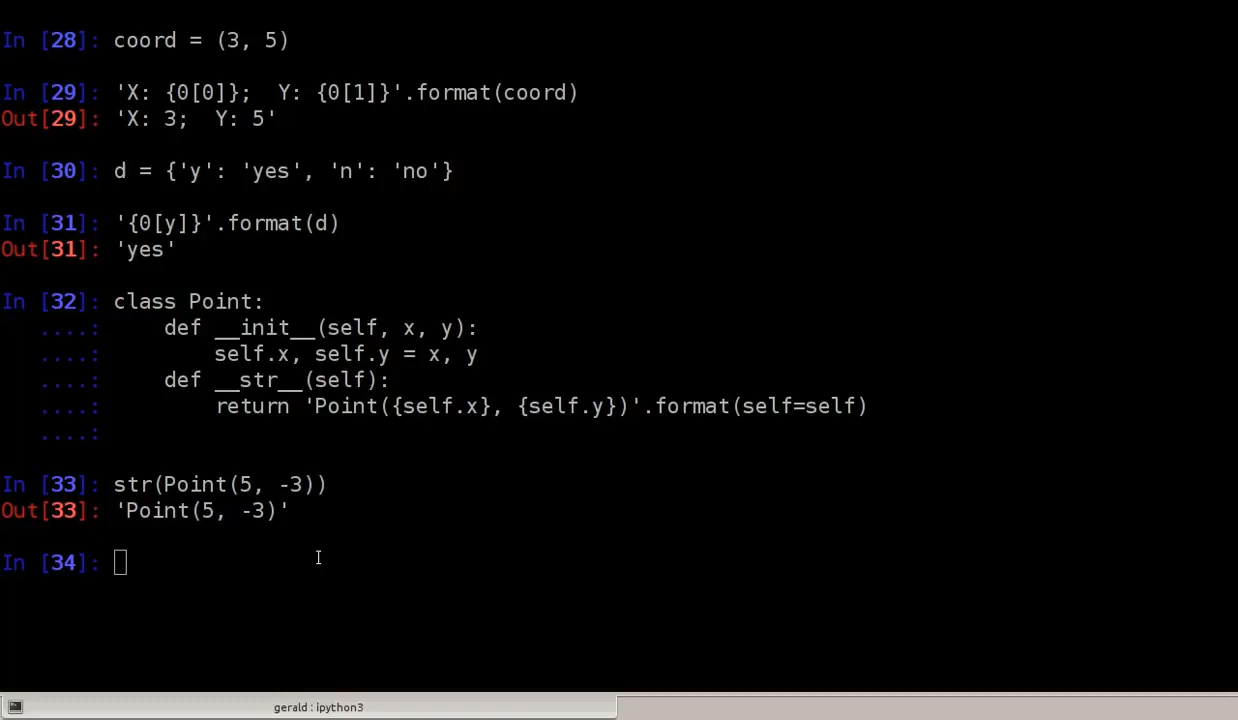 In [28]: coord = (3, 5)
In [29]: 'X: {0[0]};  Y: {0[1]}'.format(coord)
Out[29]: 'X: 3;  Y: 5'
In [30]: d = {'y': 'yes', 'n': 'no'}
In [31]: '{0[y]}'.format(d)
Out[31]: 'yes'
In [32]: class Point:
   ....:     def __init__(self, x, y):
   ....:         self.x, self.y = x, y
   ....:     def __str__(self):
   ....:         return 'Point({self.x}, {self.y})'.format(self=self)
   ....:
In [33]: str(Point(5, -3))
Out[33]: 'Point(5, -3)'
In [34]:
gerald : ipython3